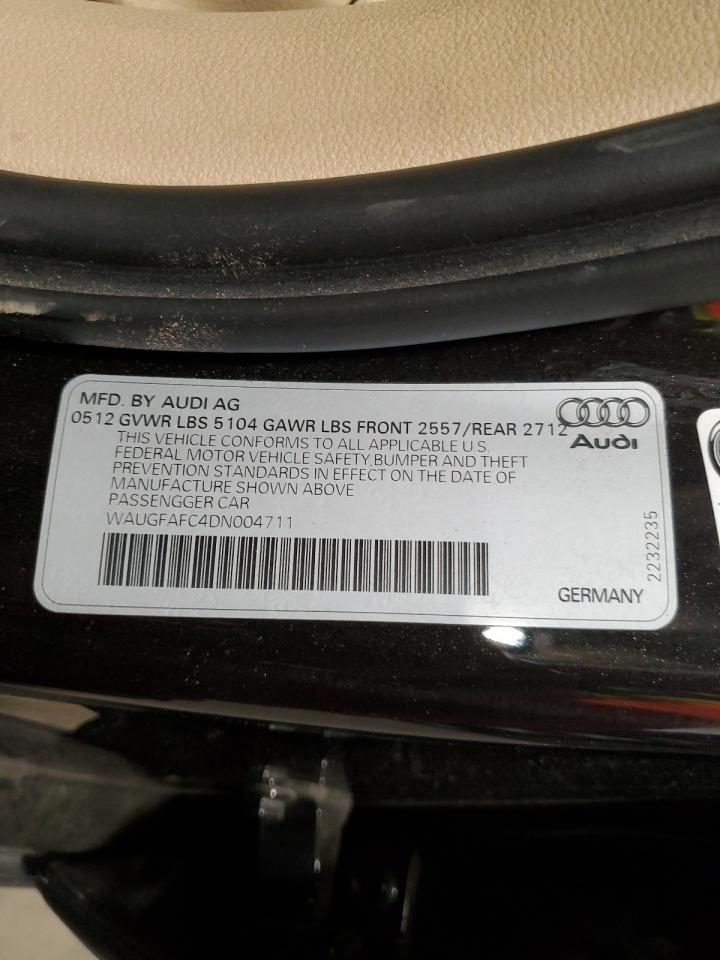 MFD. BY AUDI AG
0512 GVWR LBS 5104 GAWR LBS FRONT 2557/REAR 2712
Audi
THIS VEHICLE CONFORMS TO ALL APPLICABLE U.S.
FEDERAL MOTOR VEHICLE SAFETY,BUMPER AND THEFT
PREVENTION STANDARDS IN EFFECT ON THE DATE OF
MANUFACTURE SHOWN ABOVE
PASSENGGER CAR
WAUGFAFC4DN004711
2232235
GERMANY